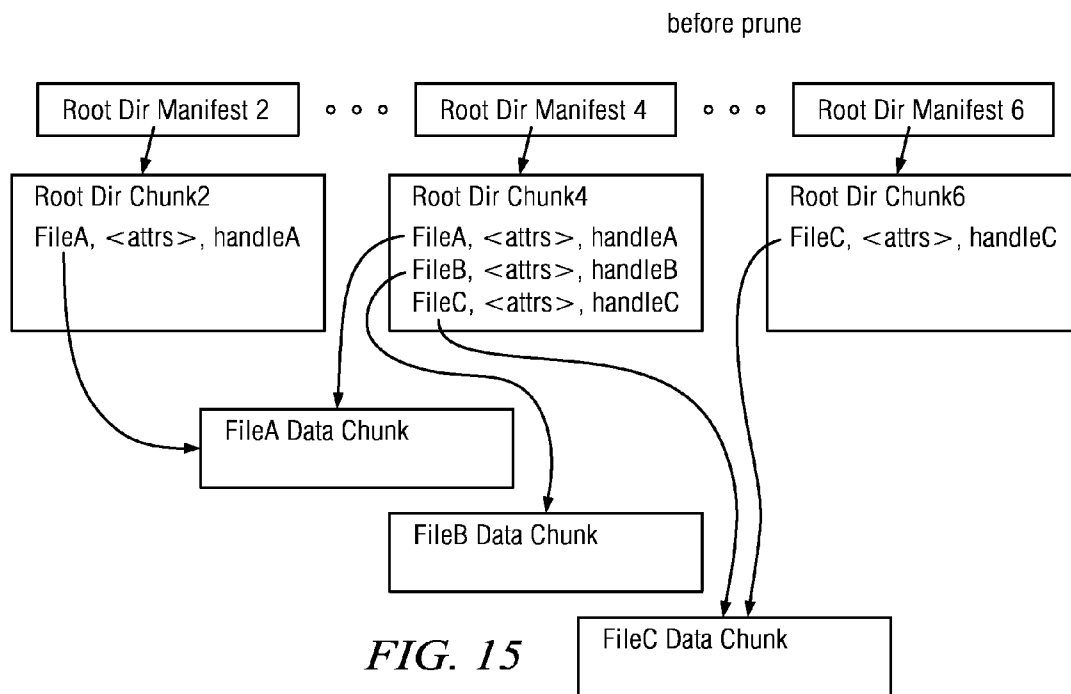 before prune
Root Dir Manifest 2
Root Dir Manifest 4
Root Dir Manifest 6
Root Dir Chunk2
FileA, <attrs>, handleA
Root Dir Chunk4
FileA, <attrs>, handleA
FileB, <attrs>, handleB
FileC, <attrs>, handleC
Root Dir Chunk6
FileC, <attrs>, handleC
FileA Data Chunk
FileB Data Chunk
FileC Data Chunk
FIG. 15